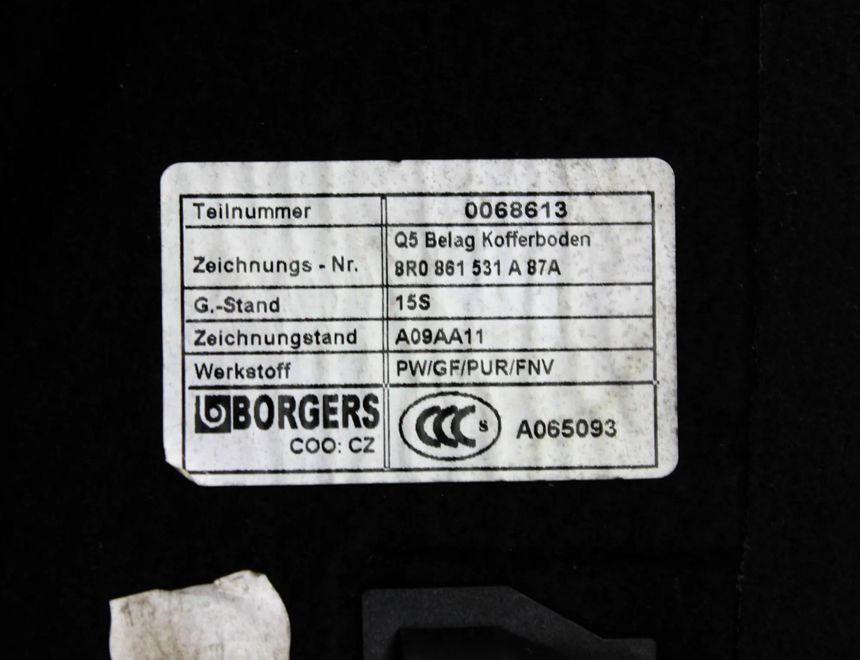 Teilnummer 0068613
Q5 Belag Kofferboden
Zeichnungs - Nr. 8R0 861 531 A 87A
G.-Stand 15S
Zeichnungstand A09AA11
Werkstoff PW/GF/PUR/FNV
BORGERS
COO: CZ
CCC S A065093